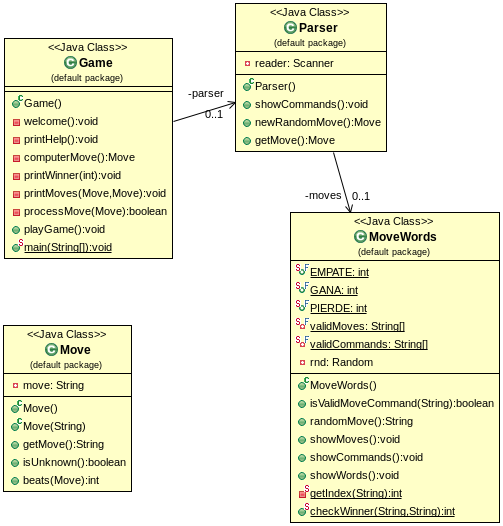 <<Java Class>>
Game
(default package)
Game()
welcome():void
printHelp():void
computerMove():Move
printWinner(int):void
printMoves(Move,Move):void
processMove(Move):boolean
playGame():void
main(String[]):void
-parser
0..1
<<Java Class>>
Parser
(default package)
reader: Scanner
Parser()
showCommands():void
newRandomMove():Move
getMove():Move
-moves
0..1
<<Java Class>>
MoveWords
(default package)
EMPATE: int
GANA: int
PIERDE: int
validMoves: String[]
validCommands: String[]
rnd: Random
MoveWords()
isValidMoveCommand(String):boolean
randomMove():String
showMoves():void
showCommands():void
showWords():void
getIndex(String):int
checkWinner(String,String):int
<<Java Class>>
Move
(default package)
move: String
Move()
Move(String)
getMove():String
isUnknown():boolean
beats(Move):int